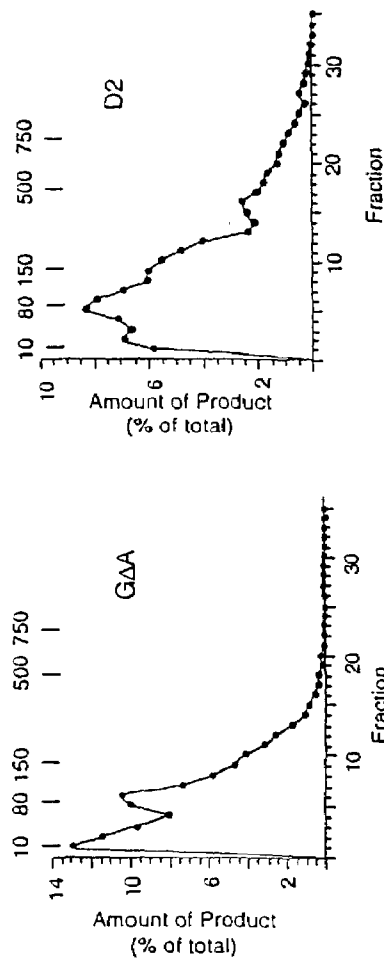 10 80 150 500 750
GΔA
14
10
6
2
Amount of Product
(% of total)
10 20 30
Fraction
10 80 150 500 750
D2
10
6
2
Amount of Product
(% of total)
10 20 30
Fraction